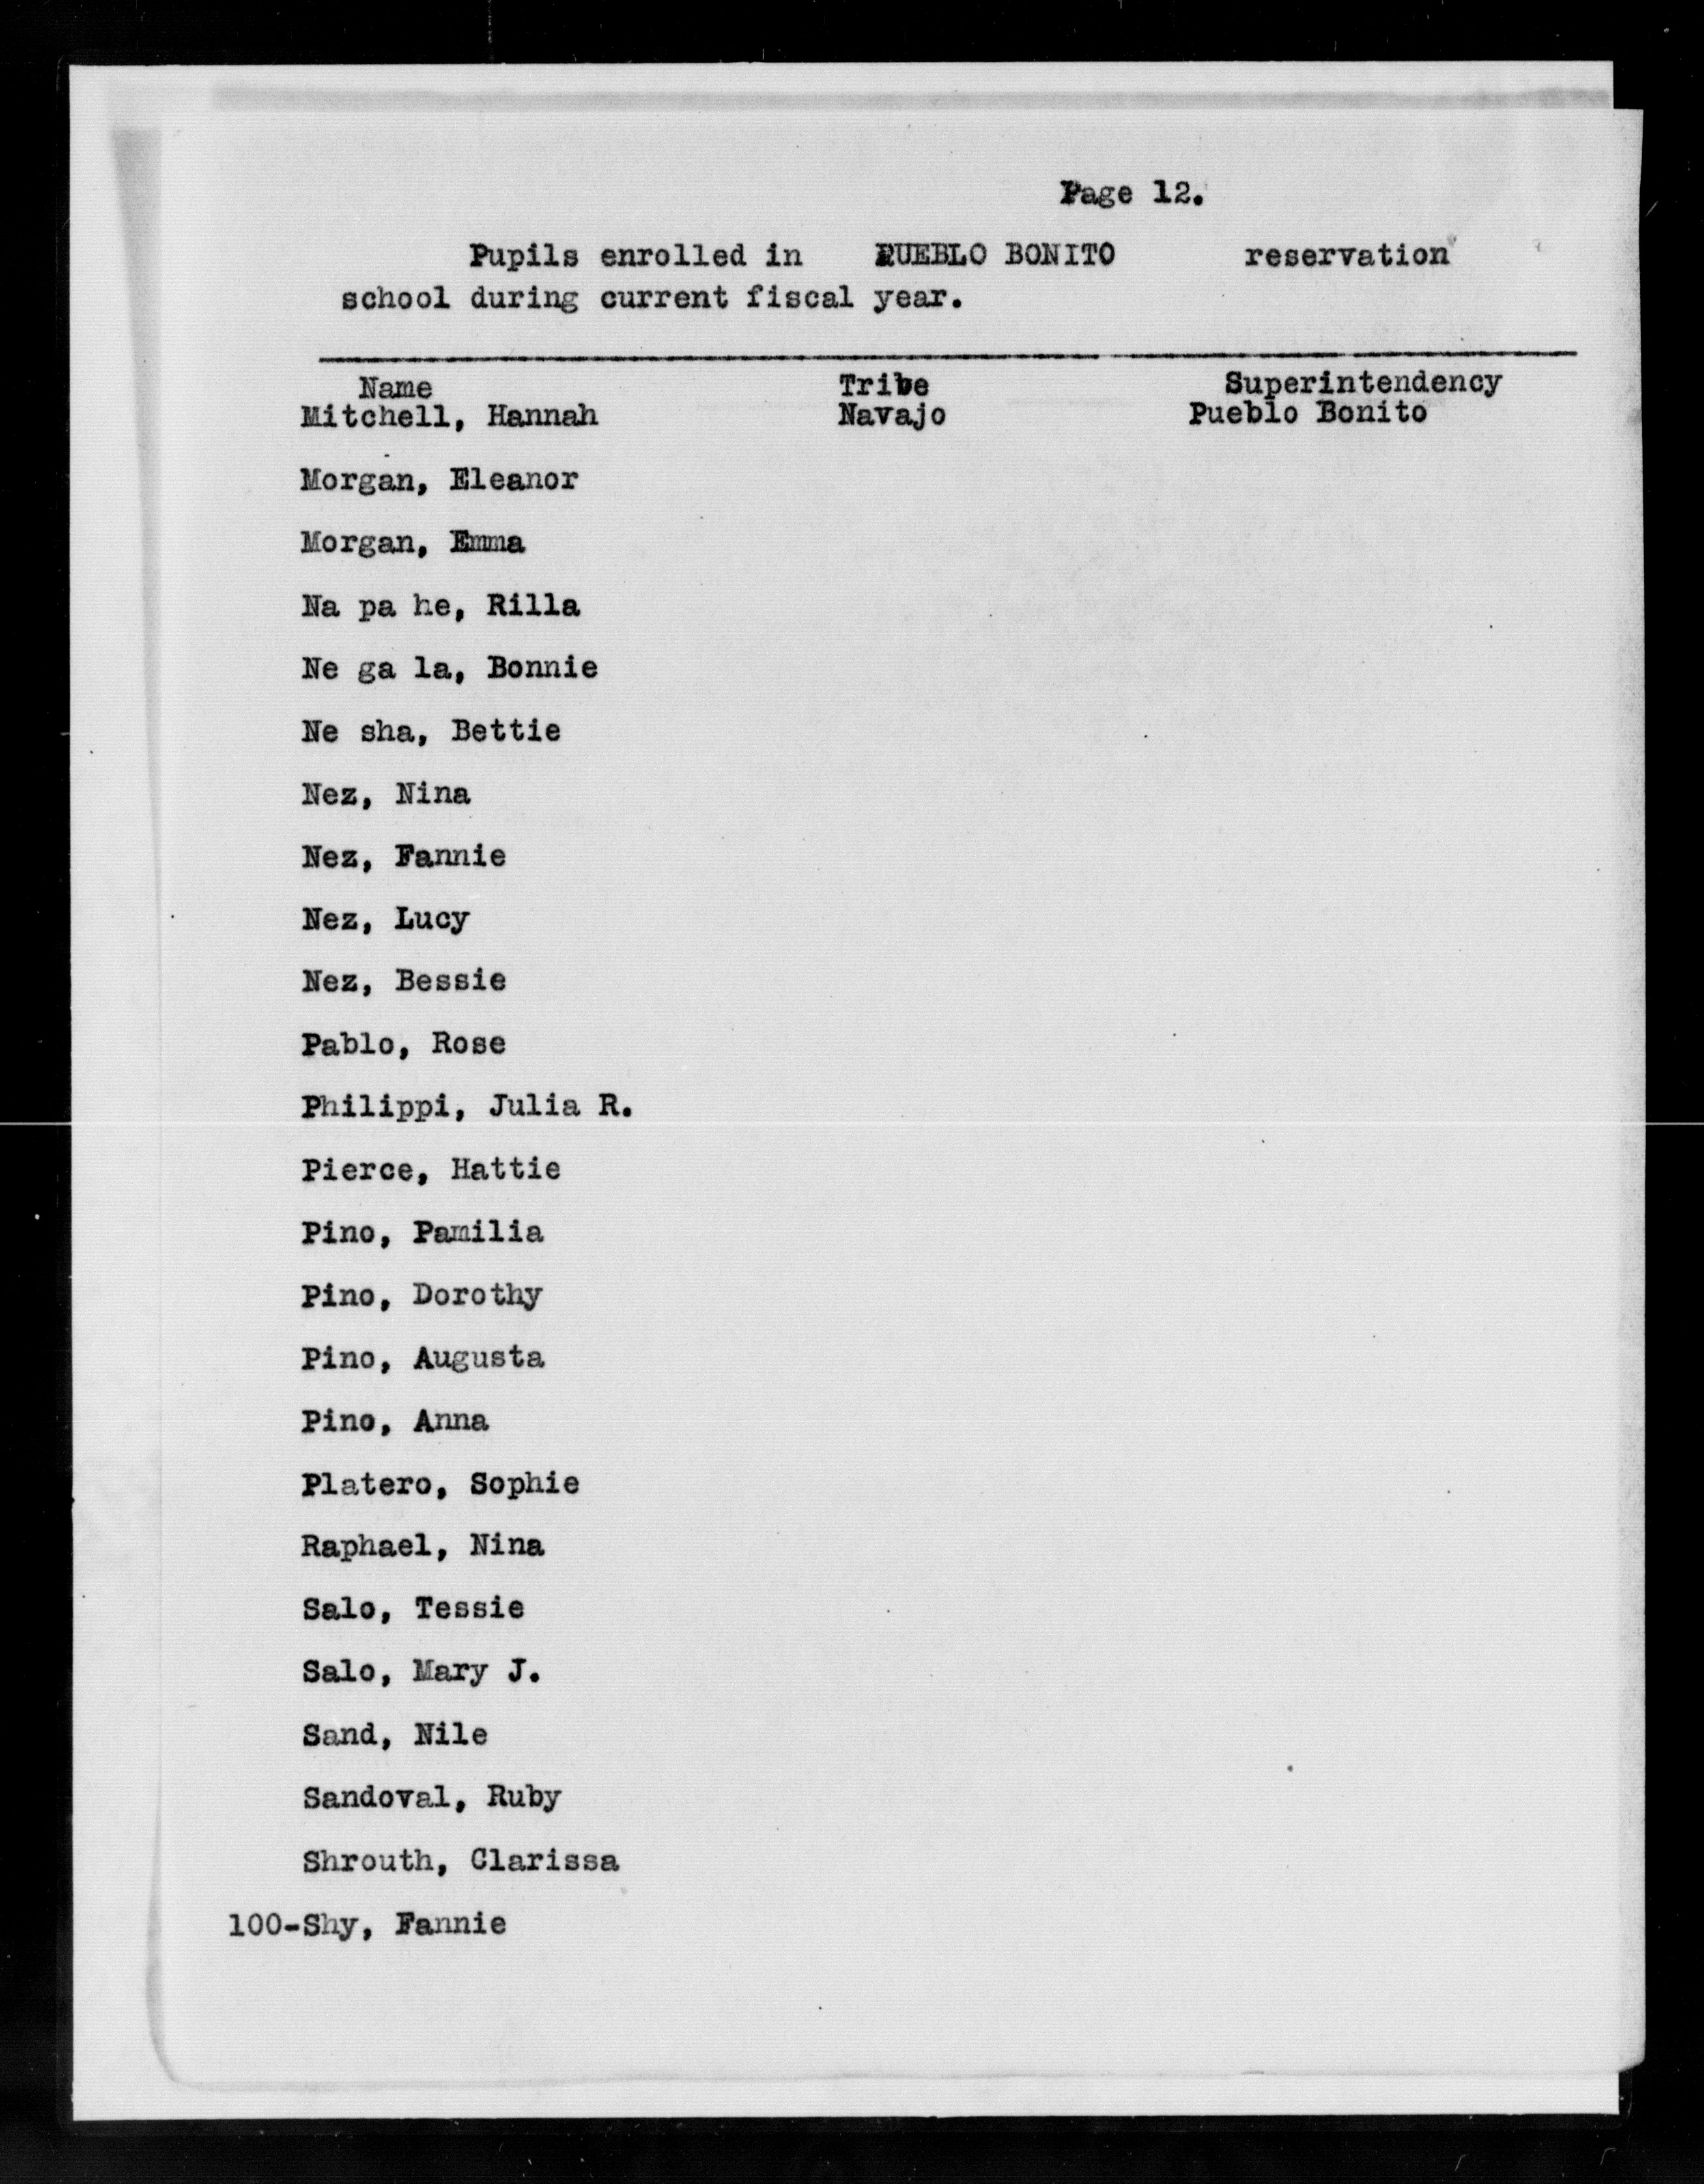 Page 12.
Pupils enrolled in PUEBLO BONITO reservation
school during current fiscal year.
Name Tribe Superintendency
Mitchell, Hannah Navajo Pueblo Bonito
Morgan, Eleanor
Morgan, Emma
Na pa he, Rilla
Ne ga la, Bonnie
Ne sha, Bettie
Nez, Nina
Nez, Fannie
Nez, Lucy
Nez, Bessie
Pablo, Rose
Philippi, Julia R.
Pierce, Hattie
Pino, Pamilia
Pino, Dorothy
Pino, Augusta
Pino, Anna
Platero, Sophie
Raphael, Nina
Salo, Tessie
Salo, Mary J.
Sand, Nile
Sandoval, Ruby
Shrouth, Clarissa
100-Shy, Fannie